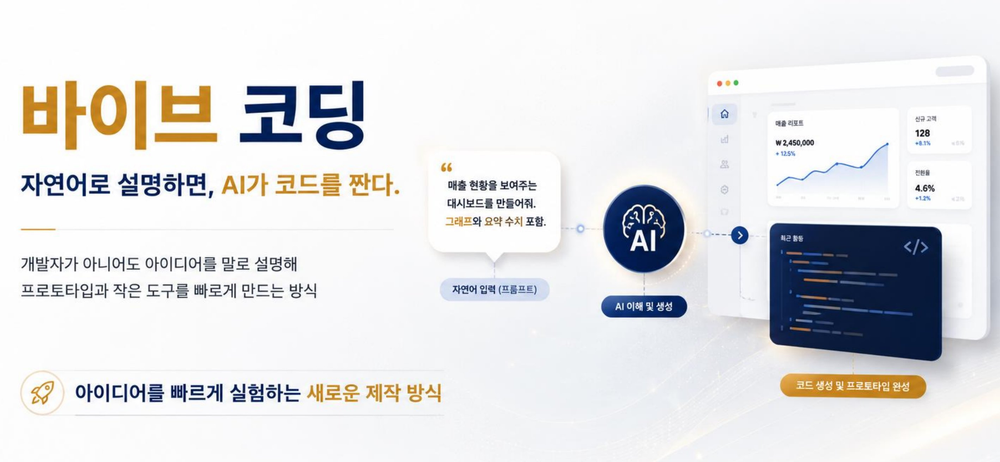 바이브 코딩
자연어로 설명하면, AI가 코드를 짠다.
개발자가 아니어도 아이디어를 말로 설명해
프로토타입과 작은 도구를 빠로게 만드는 방식
아이디어를 빠르게 실험하는 새로운 제작 방식
“
매출 현황을 보여주는
대시보드를 만들어줘.
그래프와 요약 수치 포함.
자연어 입력 (프롬프트)
AI
AI 이해 및 생성
매출 리포트
₩ 2,450,000
+ 12.5%
신규 고객
128
+8.1%
전환율
4.6%
+1.2%
최근 활동
</>
코드 생성 및 프로토타입 완성